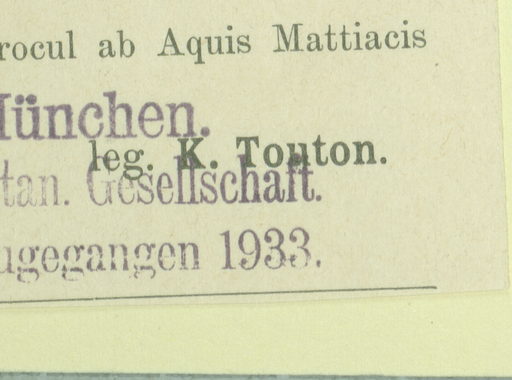 rocul ab Aquis Mattiacis
München.
leg. K. Touton.
tan. Gesellschaft.
ugegangen 1933.